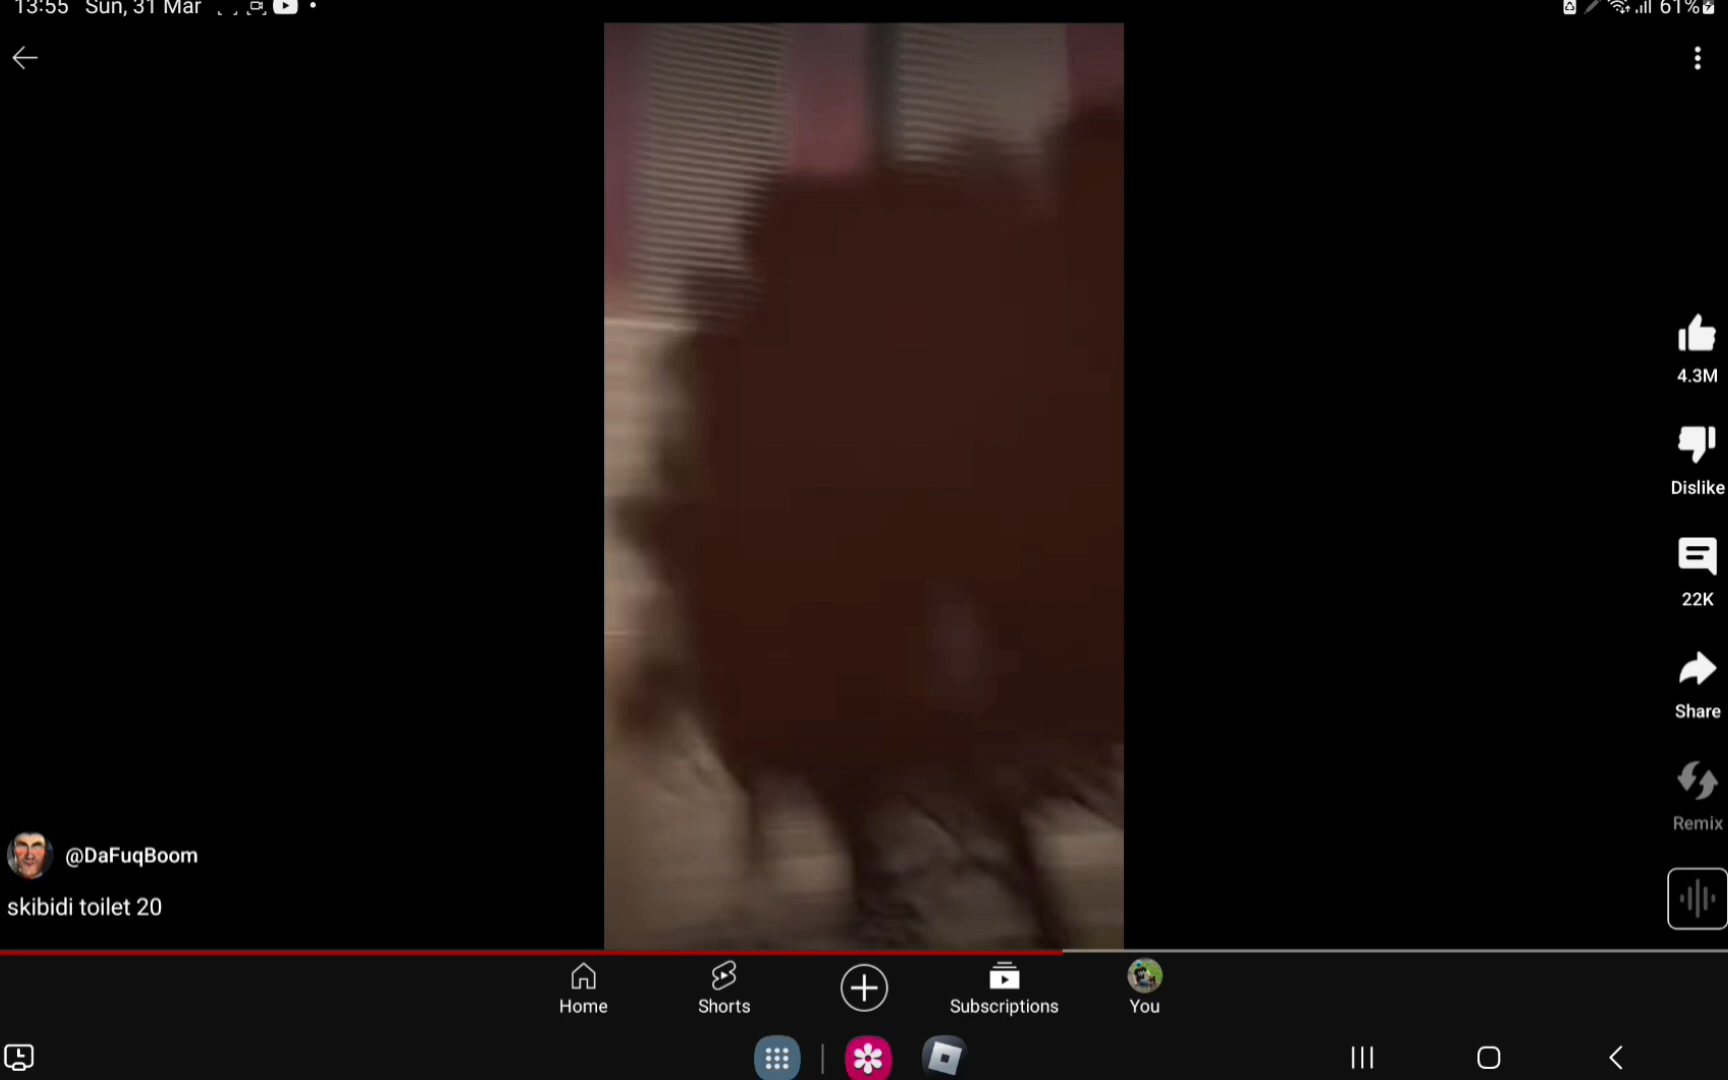 13:55 Sun, 31 Mar
61%
4.3M
Dislike
22K
Share
Remix
@DaFuqBoom
skibidi toilet 20
Home
Shorts
Subscriptions
You